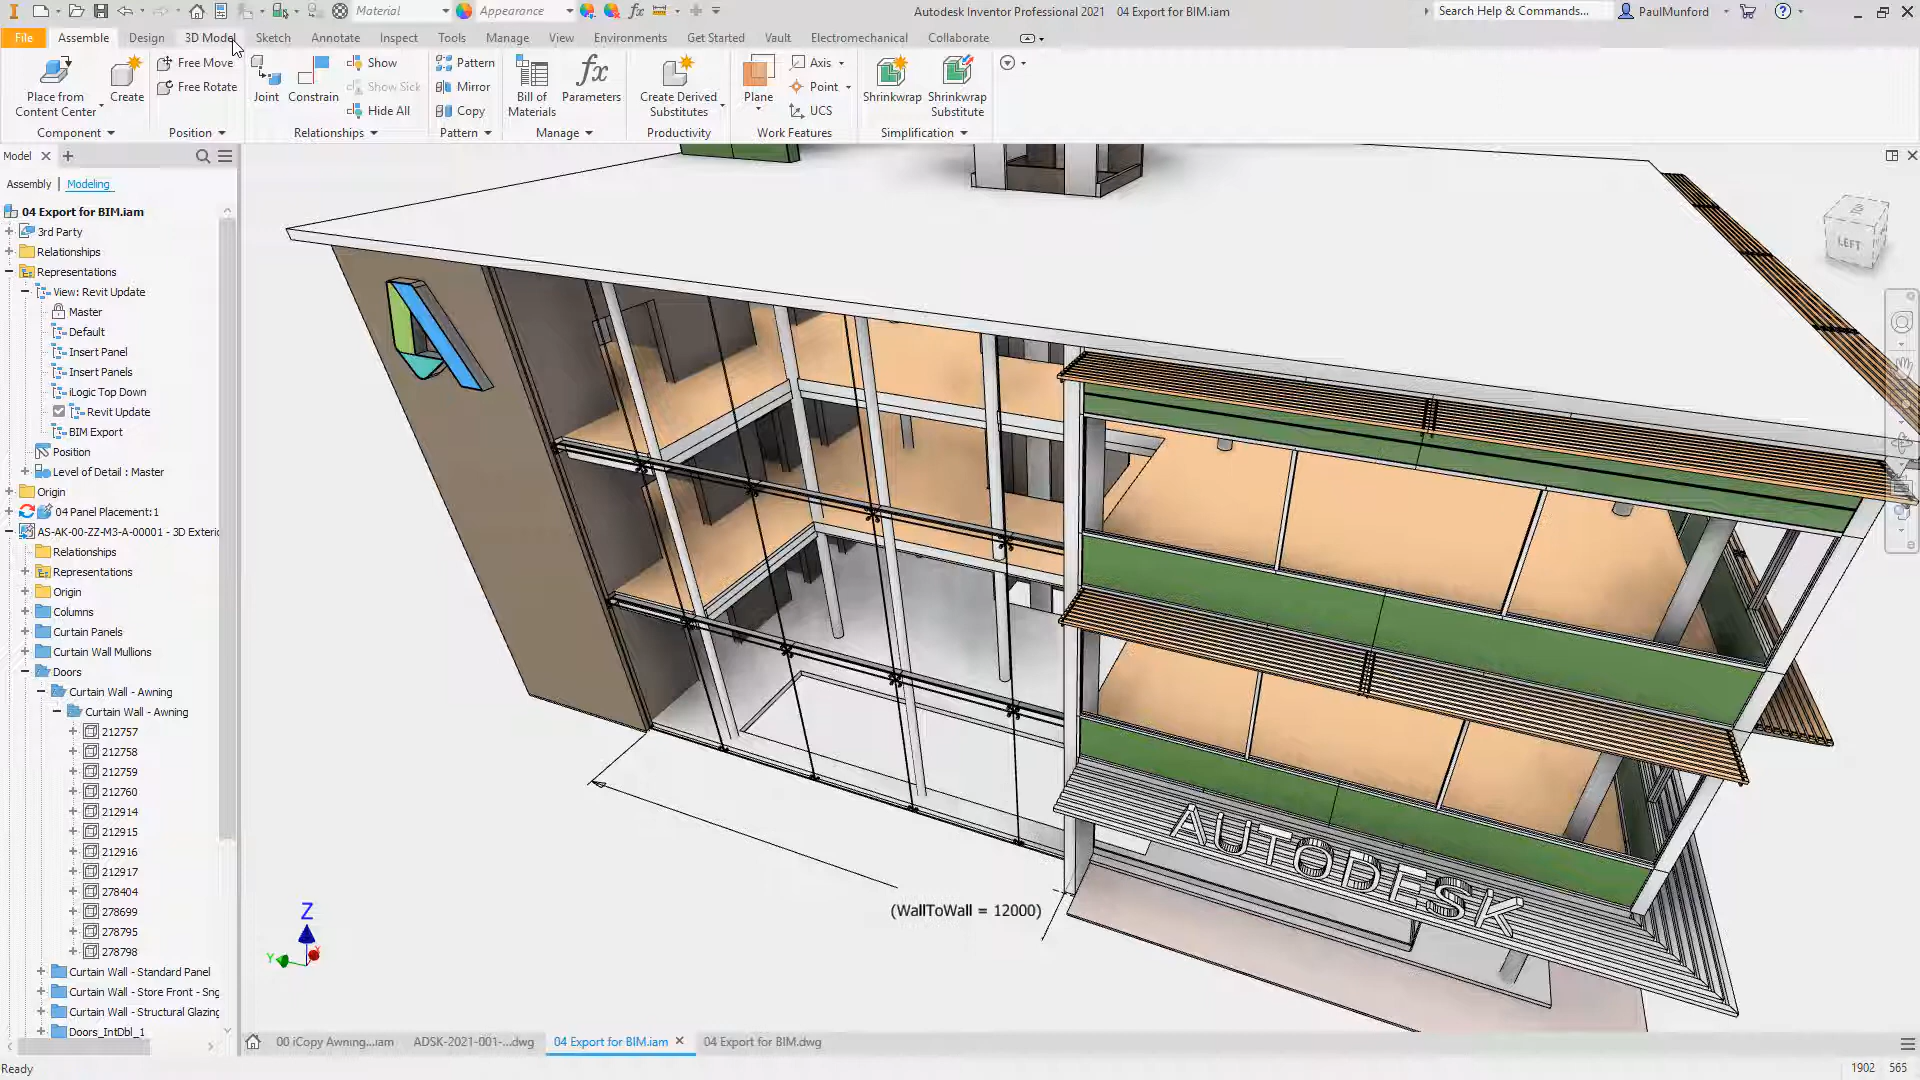 Material
Appearance
Autodesk Inventor Professional 2021 04 Export for BIM.iam
Search Help & Commands...
PaulMunford
File Assemble Design 3D Model Sketch Annotate Inspect Tools Manage View Environments Get Started Vault Electromechanical Collaborate
Place from Content Center
Create
Free Move
Free Rotate
Joint
Constrain
Show
Show Sick
Hide All
Pattern
Mirror
Copy
Bill of Materials
Parameters
Create Derived Substitutes
Plane
Axis
Point
UCS
Shrinkwrap
Shrinkwrap Substitute
Component Position Relationships Pattern Manage Productivity Work Features Simplification
Model
Assembly Modeling
04 Export for BIM.iam
3rd Party
Relationships
Representations
View: Revit Update
Master
Default
Insert Panel
Insert Panels
iLogic Top Down
Revit Update
BIM Export
Position
Level of Detail : Master
Origin
04 Panel Placement:1
AS-AK-00-ZZ-M3-A-00001 - 3D Exteric
Relationships
Representations
Origin
Columns
Curtain Panels
Curtain Wall Mullions
Doors
Curtain Wall - Awning
Curtain Wall - Awning
212757
212758
212759
212760
212914
212915
212916
212917
278404
278699
278795
278798
Curtain Wall - Standard Panel
Curtain Wall - Store Front - Sng
Curtain Wall - Structural Glazing
Doors_IntDbl_1
LEFT
AUTODESK
(WallToWall = 12000)
Z
Y
00 iCopy Awning...iam ADSK-2021-001-...dwg 04 Export for BIM.iam 04 Export for BIM.dwg
Ready
1902 565